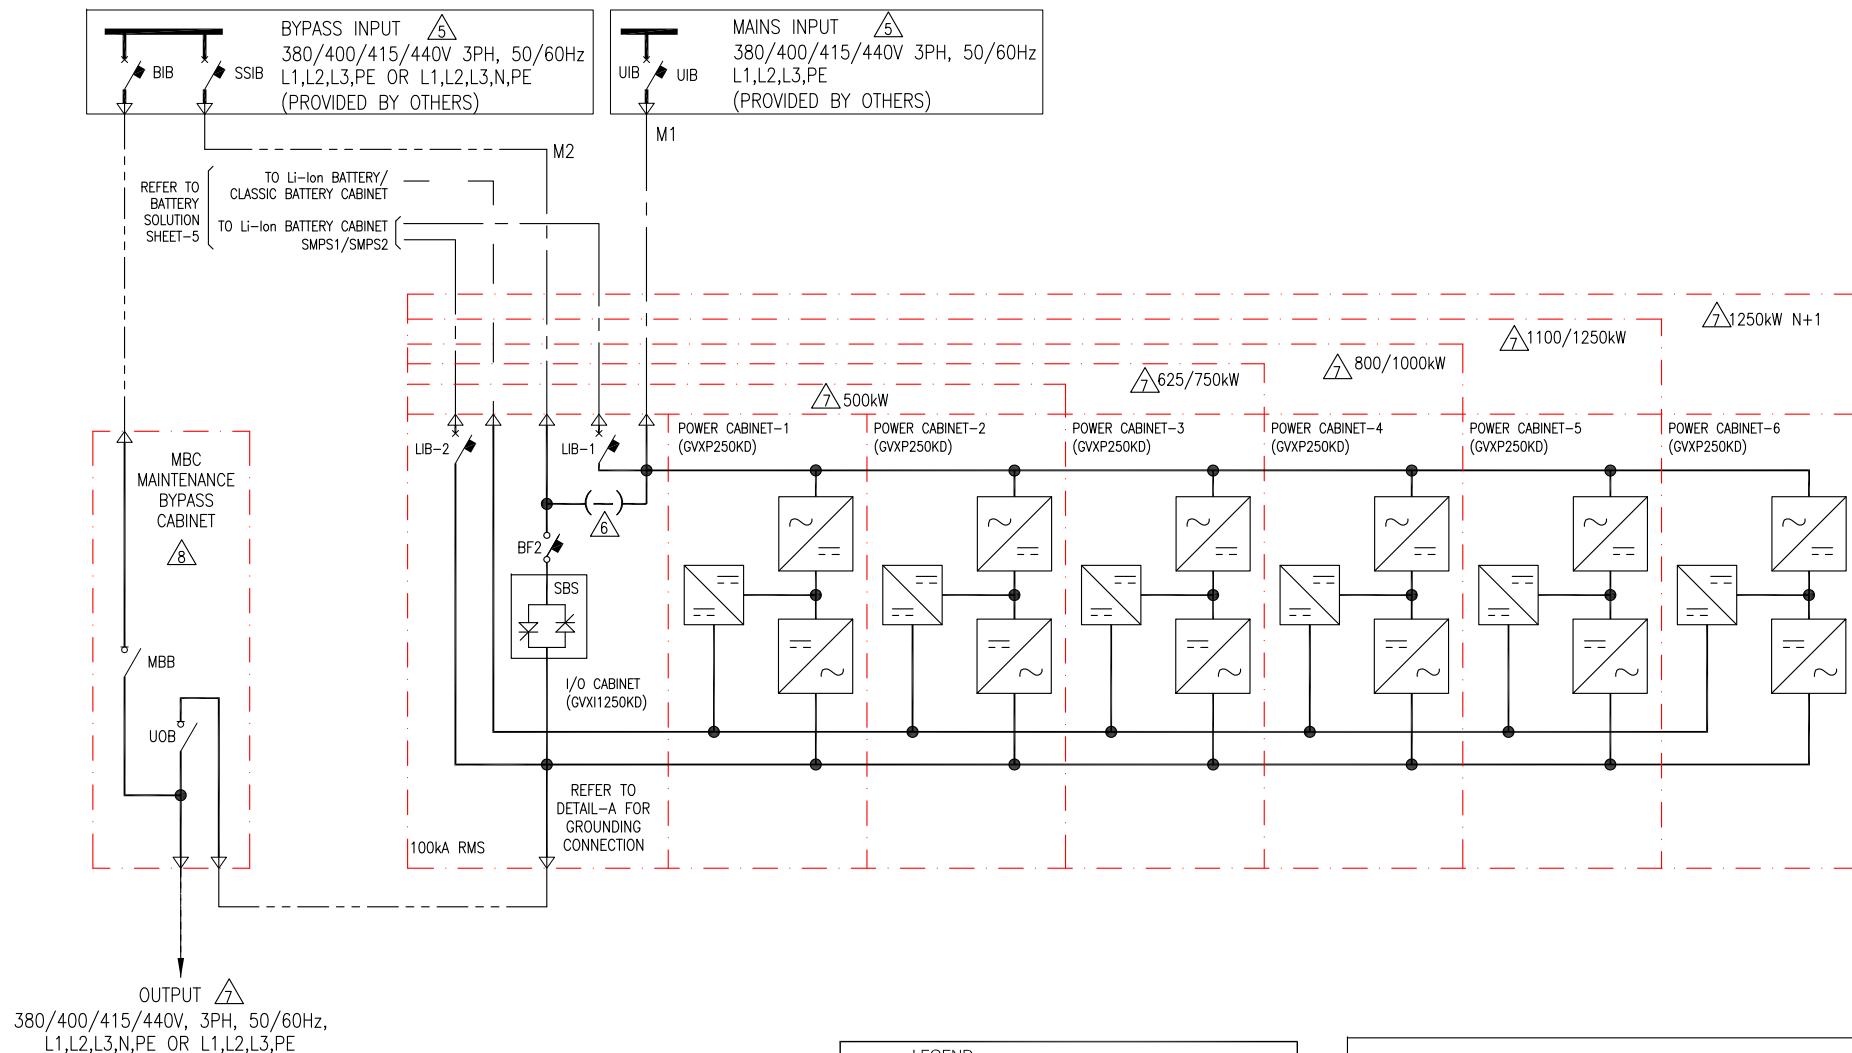 BYPASS INPUT 5
380/400/415/440V 3PH, 50/60Hz
L1,L2,L3,PE OR L1,L2,L3,N,PE
(PROVIDED BY OTHERS)
BIB
SSIB
MAINS INPUT 5
380/400/415/440V 3PH, 50/60Hz
L1,L2,L3,PE
(PROVIDED BY OTHERS)
UIB
UIB
M1
M2
REFER TO
BATTERY
SOLUTION
SHEET-5
TO Li-Ion BATTERY/
CLASSIC BATTERY CABINET
TO Li-Ion BATTERY CABINET
SMPS1/SMPS2
7 1250kW N+1
7 1100/1250kW
7 800/1000kW
7 625/750kW
7 500kW
MBC
MAINTENANCE
BYPASS
CABINET
8
MBB
UOB
LIB-2
LIB-1
6
BF2
SBS
I/O CABINET
(GVXI1250KD)
REFER TO
DETAIL-A FOR
GROUNDING
CONNECTION
100kA RMS
POWER CABINET-1
(GVXP250KD)
POWER CABINET-2
(GVXP250KD)
POWER CABINET-3
(GVXP250KD)
POWER CABINET-4
(GVXP250KD)
POWER CABINET-5
(GVXP250KD)
POWER CABINET-6
(GVXP250KD)
OUTPUT 7
380/400/415/440V, 3PH, 50/60Hz,
L1,L2,L3,N,PE OR L1,L2,L3,PE
LEGEND